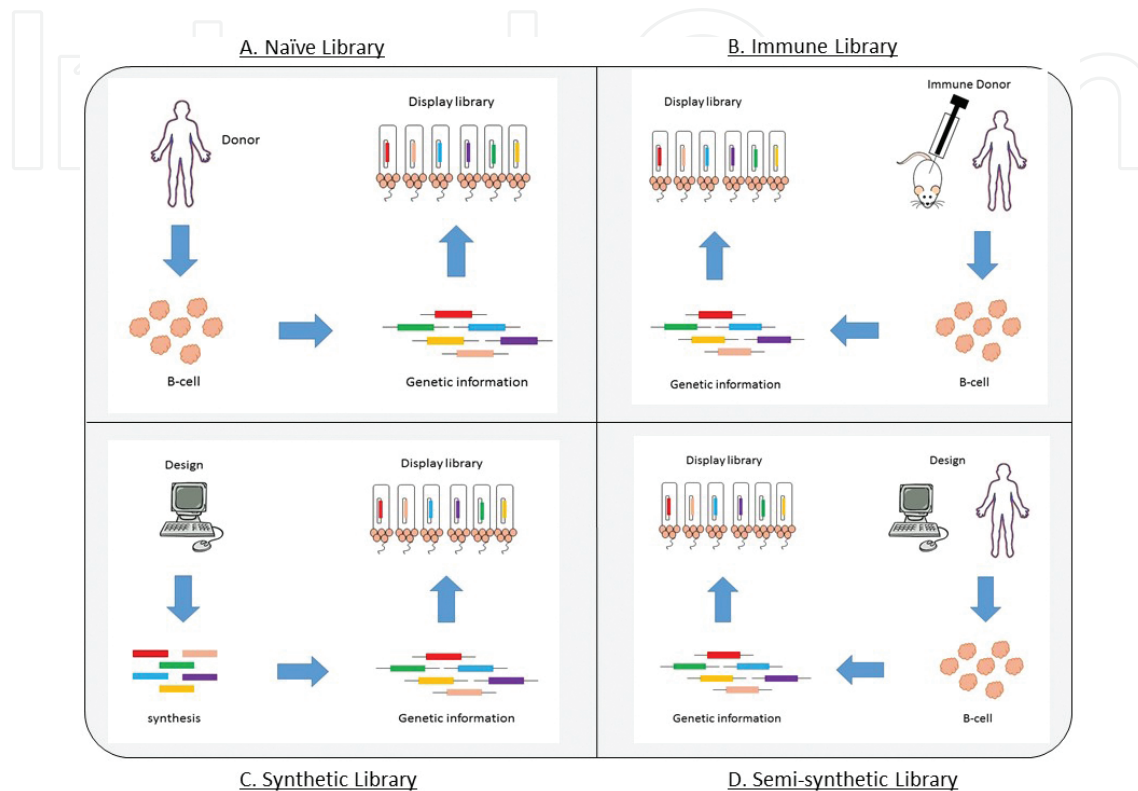 A. Naïve Library
B. Immune Library
Donor
Display library
B-cell
Genetic information
Immune Donor
Display library
Genetic information
B-cell
Design
Display library
synthesis
Genetic information
Display library
Design
Genetic information
B-cell
C. Synthetic Library
D. Semi-synthetic Library